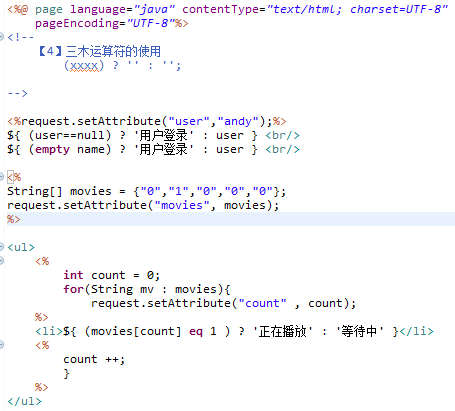 <%@ page language="java" contentType="text/html; charset=UTF-8"
    pageEncoding="UTF-8"%>
<!--
    【4】三木运算符的使用
        (xxxx) ? '' : '';

-->

<%request.setAttribute("user","andy");%>
${ (user==null) ? '用户登录' : user } <br/>
${ (empty name) ? '用户登录' : user } <br/>

<%
String[] movies = {"0","1","0","0","0"};
request.setAttribute("movies", movies);
%>

<ul>
    <%
        int count = 0;
        for(String mv : movies){
            request.setAttribute("count" , count);
    %>
    <li>${ (movies[count] eq 1 ) ? '正在播放' : '等待中' }</li>
    <%
        count ++;
        }
    %>
</ul>